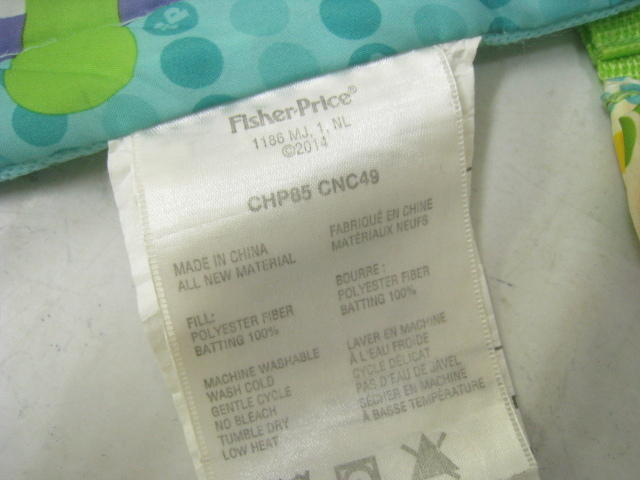 Fisher-Price®
1186 MJ, 1, NL
©2014
CHP85 CNC49
MADE IN CHINA
ALL NEW MATERIAL
FILL:
POLYESTER FIBER
BATTING 100%
MACHINE WASHABLE
WASH COLD
GENTLE CYCLE
NO BLEACH
TUMBLE DRY
LOW HEAT
FABRIQUÉ EN CHINE
MATÉRIAUX NEUFS
BOURRE :
POLYESTER FIBER
BATTING 100%
LAVER EN MACHINE
À L'EAU FROIDE
CYCLE DÉLICAT
PAS D'EAU DE JAVEL
SÉCHER EN MACHINE
À BASSE TEMPÉRATURE